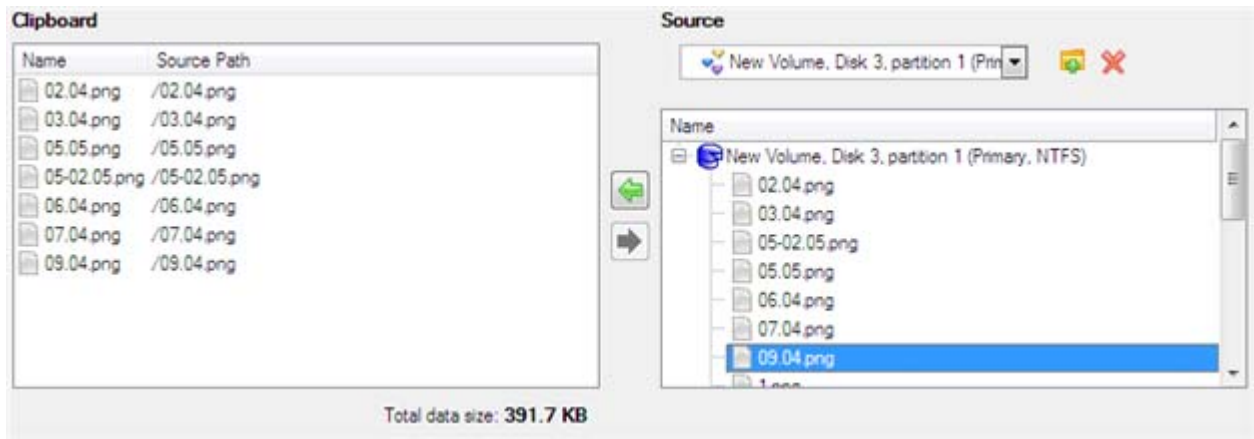 Clipboard
Name Source Path
02.04.png /02.04.png
03.04.png /03.04.png
05.05.png /05.05.png
05-02.05.png /05-02.05.png
06.04.png /06.04.png
07.04.png /07.04.png
09.04.png /09.04.png
Total data size: 391.7 KB
Source
New Volume, Disk 3, partition 1 (Prim
Name
New Volume, Disk 3, partition 1 (Primary, NTFS)
02.04.png
03.04.png
05-02.05.png
05.05.png
06.04.png
07.04.png
09.04.png